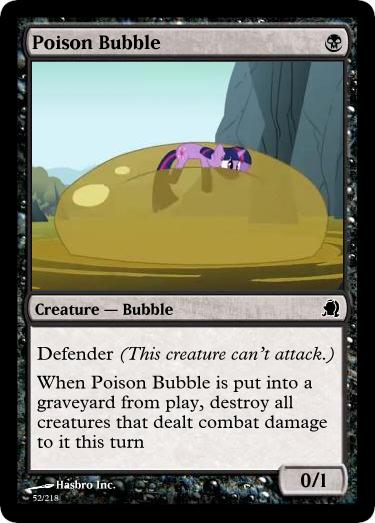 Poison Bubble
Creature — Bubble
Defender (This creature can't attack.)
When Poison Bubble is put into a
graveyard from play, destroy all
creatures that dealt combat damage
to it this turn
Hasbro Inc.
52/218
0/1